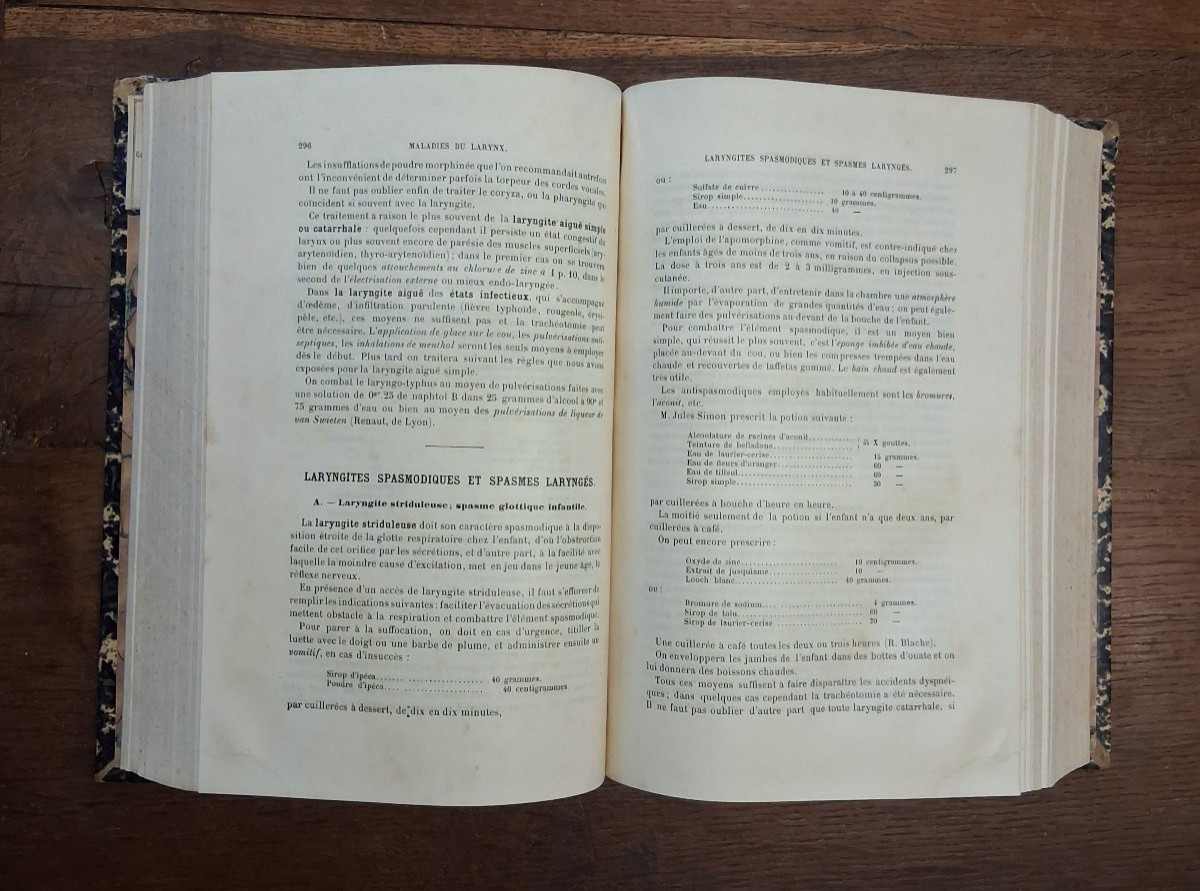 296 MALADIES DU LARYNX.
Les insufflations de poudre morphinée que l'on recommandait autrefois
ont l'inconvénient de déterminer parfois la torpeur des cordes vocales.
Il ne faut pas oublier enfin de traiter le coryza, ou la pharyngite qui
coïncident si souvent avec la laryngite.
Ce traitement a raison le plus souvent de la laryngite aiguë simple
ou catarrhale : quelquefois cependant il persiste un état congestif du
larynx ou plus souvent encore de parésie des muscles superficiels (ary-
arytenoïdien, thyro-arytenoïdien) ; dans le premier cas on se trouvera
bien de quelques attouchements au chlorure de zinc à 1 p. 10, dans le
second de l'électrisation externe ou mieux endo-laryngée.
Dans la laryngite aiguë des états infectieux, qui s'accompagne
d'œdème, d'infiltration purulente (fièvre typhoïde, rougeole, érysi-
pèle, etc.), ces moyens ne suffisent pas et la trachéotomie peut
être nécessaire. L'application de glace sur le cou, les pulvérisations anti-
septiques, les inhalations de menthol seront les seuls moyens à employer
dès le début. Plus tard on traitera suivant les règles que nous avons
exposées pour la laryngite aiguë simple.
On combat le laryngo-typhus au moyen de pulvérisations faites avec
une solution de 0gr,25 de naphtol B dans 25 grammes d'alcool à 90° et
75 grammes d'eau ou bien au moyen des pulvérisations de liqueur de
van Swieten (Renaut, de Lyon).
LARYNGITES SPASMODIQUES ET SPASMES LARYNGÉS.
A. — Laryngite striduleuse ; spasme glottique infantile.
La laryngite striduleuse doit son caractère spasmodique à la dispo-
sition étroite de la glotte respiratoire chez l'enfant, d'où l'obstruction
facile de cet orifice par les sécrétions, et d'autre part, à la facilité avec
laquelle la moindre cause d'excitation, met en jeu dans le jeune âge, le
réflexe nerveux.
En présence d'un accès de laryngite striduleuse, il faut s'efforcer de
remplir les indications suivantes : faciliter l'évacuation des sécrétions qui
mettent obstacle à la respiration et combattre l'élément spasmodique.
Pour parer à la suffocation, on doit en cas d'urgence, titiller la
luette avec le doigt ou une barbe de plume, et administrer ensuite un
vomitif, en cas d'insuccès :
Sirop d'ipéca........................ 40 grammes.
Poudre d'ipéca...................... 40 centigrammes.
par cuillerées à dessert, de dix en dix minutes,
LARYNGITES SPASMODIQUES ET SPASMES LARYNGÉS. 297
ou :
Sulfate de cuivre................ 10 à 40 centigrammes.
Sirop simple.................... 10 grammes.
Eau............................ 40 —
par cuillerées à dessert, de dix en dix minutes.
L'emploi de l'apomorphine, comme vomitif, est contre-indiqué chez
les enfants âgés de moins de trois ans, en raison du collapsus possible.
La dose à trois ans est de 2 à 3 milligrammes, en injection sous-
cutanée.
Il importe, d'autre part, d'entretenir dans la chambre une atmosphère
humide par l'évaporation de grandes quantités d'eau ; on peut égale-
ment faire des pulvérisations au-devant de la bouche de l'enfant.
Pour combattre l'élément spasmodique, il est un moyen bien
simple, qui réussit le plus souvent, c'est l'éponge imbibée d'eau chaude,
placée au-devant du cou, ou bien les compresses trempées dans l'eau
chaude et recouvertes de taffetas gommé. Le bain chaud est également
très utile.
Les antispasmodiques employés habituellement sont les bromures,
l'aconit, etc.
M. Jules Simon prescrit la potion suivante :
Alcoolature de racines d'aconit............
Teinture de belladone.................... } āā X gouttes.
Eau de laurier-cerise.................... 15 grammes.
Eau de fleurs d'oranger.................. 60 —
Eau de tilleul.......................... 60 —
Sirop simple............................ 30 —
par cuillerées à bouche d'heure en heure.
La moitié seulement de la potion si l'enfant n'a que deux ans, par
cuillerées à café.
On peut encore prescrire :
Oxyde de zinc...................... 10 centigrammes.
Extrait de jusquiame................ 10 —
Looch blanc........................ 40 grammes.
ou :
Bromure de sodium.................. 4 grammes.
Sirop de tolu...................... 60 —
Sirop de laurier-cerise .............. 20 —
Une cuillerée à café toutes les deux ou trois heures (R. Blache).
On enveloppera les jambes de l'enfant dans des bottes d'ouate et on
lui donnera des boissons chaudes.
Tous ces moyens suffisent à faire disparaître les accidents dyspnéi-
ques ; dans quelques cas cependant la trachéotomie a été nécessaire.
Il ne faut pas oublier d'autre part que toute laryngite catarrhale, si